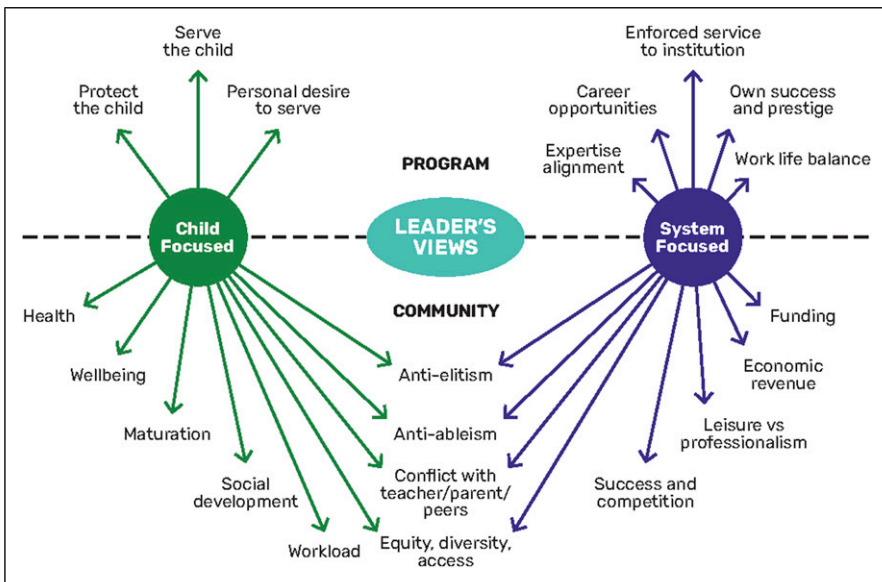 Serve
the child
Protect
the child
Personal desire
to serve
Enforced service
to institution
Career
opportunities
Own success
and prestige
Expertise
alignment
Work life balance
PROGRAM
Child
Focused
LEADER'S
VIEWS
System
Focused
COMMUNITY
Health
Wellbeing
Maturation
Social
development
Workload
Anti-elitism
Anti-ableism
Conflict with
teacher/parent/
peers
Equity, diversity,
access
Funding
Economic
revenue
Leisure vs
professionalism
Success and
competition